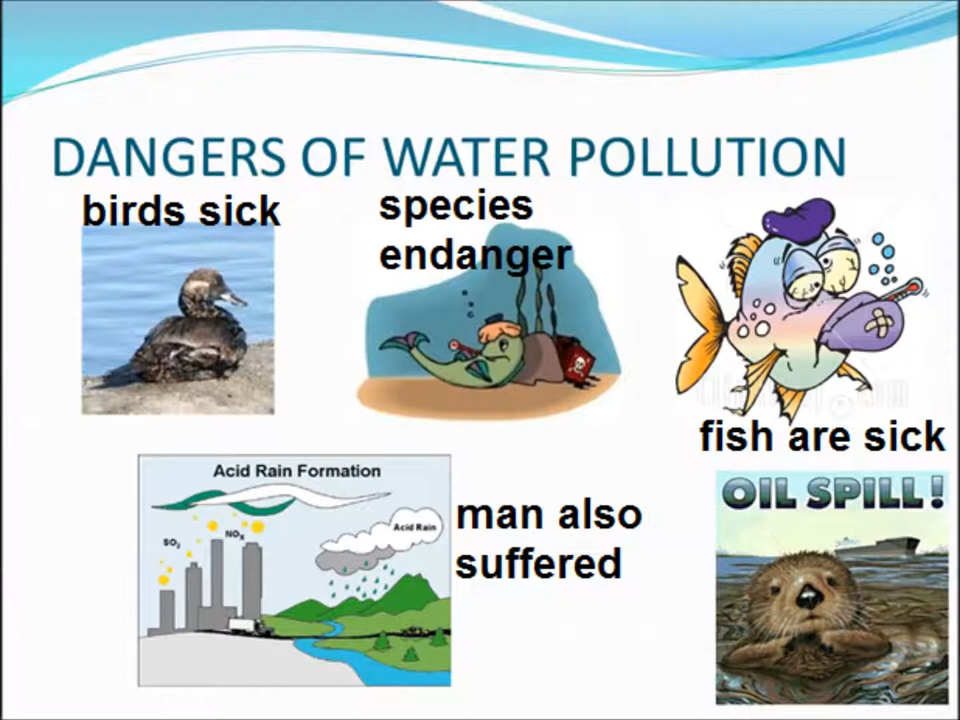 DANGERS OF WATER POLLUTION
birds sick
species
endanger
fish are sick
Acid Rain Formation
SO₂
NOₓ
Acid Rain
man also
suffered
OIL SPILL!